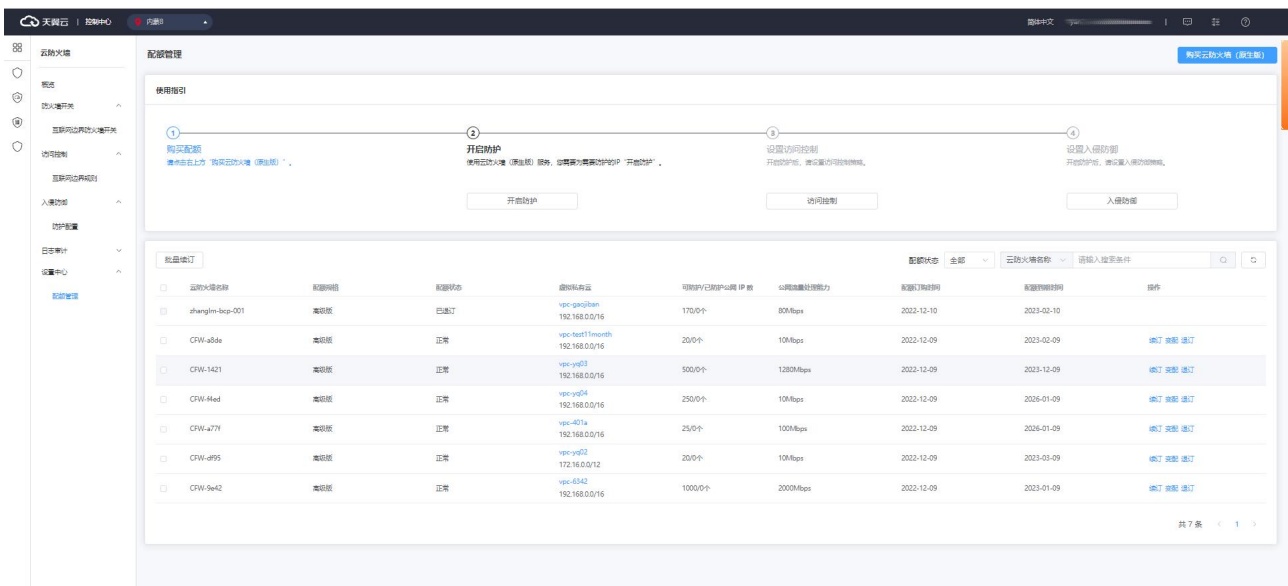 天翼云 | 控制中心 内蒙8 简体中文
云防火墙
概览
防火墙开关
互联网边界防火墙开关
访问控制
互联网边界规则
入侵防御
防护配置
日志审计
设置中心
配额管理
配额管理 购买云防火墙（原生版）
使用指引
1 2 3 4
购买配额 开启防护 设置访问控制 设置入侵防御
请点击右上方“购买云防火墙（原生版）”。 使用云防火墙（原生版）服务，您需要为需要防护的IP“开启防护”。 开启防护后，请设置访问控制策略。 开启防护后，请设置入侵防御策略。
开启防护 访问控制 入侵防御
批量续订 配额状态 全部 云防火墙名称 请输入搜索条件
云防火墙名称 配额规格 配额状态 虚拟私有云 可防护/已防护公网 IP 数 公网流量处理能力 配额订购时间 配额到期时间 操作
zhanglm-bcp-001 高级版 已退订 vpc-gaojiban 170/0个 80Mbps 2022-12-10 2023-02-10
192.168.0.0/16
CFW-a8de 高级版 正常 vpc-test11month 20/0个 10Mbps 2022-12-09 2023-02-09 续订 变配 退订
192.168.0.0/16
CFW-1421 高级版 正常 vpc-yq03 500/0个 1280Mbps 2022-12-09 2023-12-09 续订 变配 退订
192.168.0.0/16
CFW-f4ed 高级版 正常 vpc-yq04 250/0个 10Mbps 2022-12-09 2026-01-09 续订 变配 退订
192.168.0.0/16
CFW-a77f 高级版 正常 vpc-401a 25/0个 100Mbps 2022-12-09 2026-01-09 续订 变配 退订
192.168.0.0/16
CFW-df95 高级版 正常 vpc-yq02 20/0个 10Mbps 2022-12-09 2023-03-09 续订 变配 退订
172.16.0.0/12
CFW-9e42 高级版 正常 vpc-6342 1000/0个 2000Mbps 2022-12-09 2023-01-09 续订 变配 退订
192.168.0.0/16
共 7 条 < 1 >